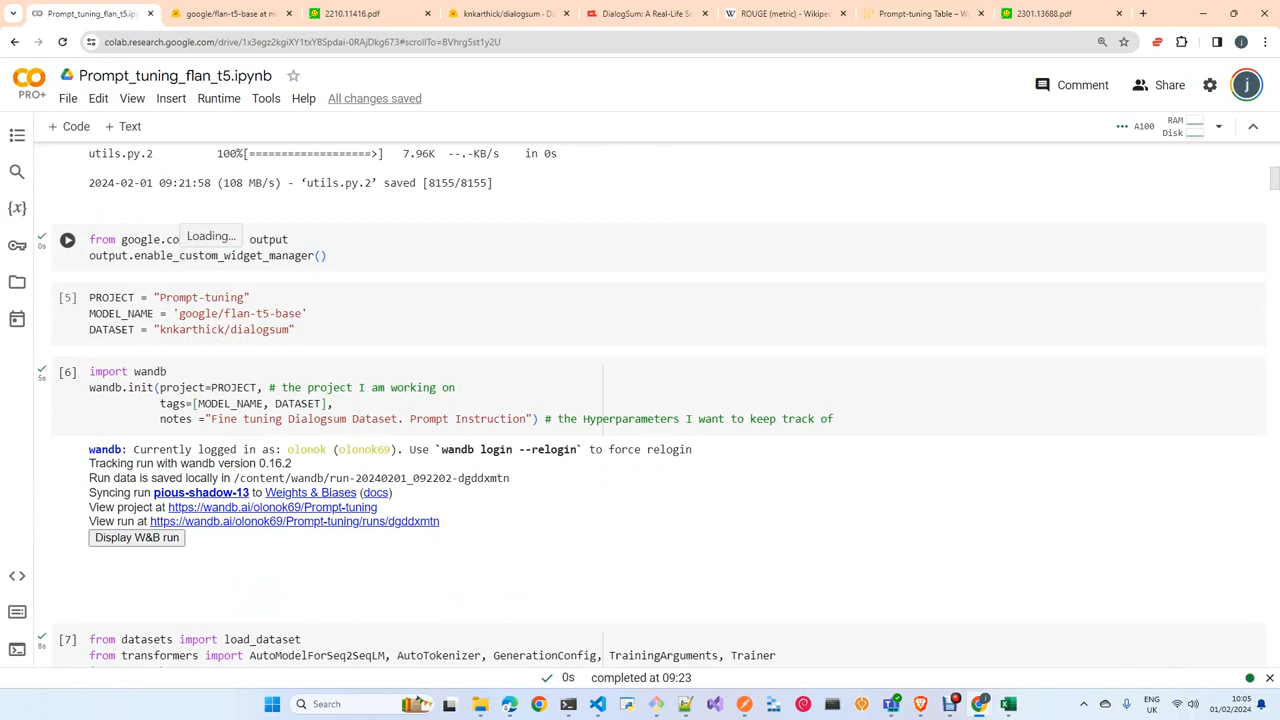 Prompt_tuning_flan_t5.ipynb
google/flan-t5-base at m
2210.11416.pdf
knkarthick/dialogsum - Da
DialogSum: A Real-Life Sc
ROUGE (metric) - Wikiped
Prompt-tuning Table – W
2301.13688.pdf
colab.research.google.com/drive/1x3egz2kgiXY1txYBSpdai-0RAjDkg673#scrollTo=BVhrg5st1y2U
j
CO
PRO+
Prompt_tuning_flan_t5.ipynb
Comment
Share
j
File Edit View Insert Runtime Tools Help All changes saved
+ Code + Text
A100
RAM
Disk
utils.py.2 100%[===================>] 7.96K --.-KB/s in 0s
2024-02-01 09:21:58 (108 MB/s) - ‘utils.py.2’ saved [8155/8155]
0s
from google.co Loading... output
output.enable_custom_widget_manager()
[5] PROJECT = "Prompt-tuning"
MODEL_NAME = 'google/flan-t5-base'
DATASET = "knkarthick/dialogsum"
5s
[6] import wandb
wandb.init(project=PROJECT, # the project I am working on
tags=[MODEL_NAME, DATASET],
notes ="Fine tuning Dialogsum Dataset. Prompt Instruction") # the Hyperparameters I want to keep track of
wandb: Currently logged in as: olonok (olonok69). Use `wandb login --relogin` to force relogin
Tracking run with wandb version 0.16.2
Run data is saved locally in /content/wandb/run-20240201_092202-dgddxmtn
Syncing run pious-shadow-13 to Weights & Biases (docs)
View project at https://wandb.ai/olonok69/Prompt-tuning
View run at https://wandb.ai/olonok69/Prompt-tuning/runs/dgddxmtn
Display W&B run
8s
[7] from datasets import load_dataset
from transformers import AutoModelForSeq2SeqLM, AutoTokenizer, GenerationConfig, TrainingArguments, Trainer
0s completed at 09:23
Search
ENG
UK
10:05
01/02/2024